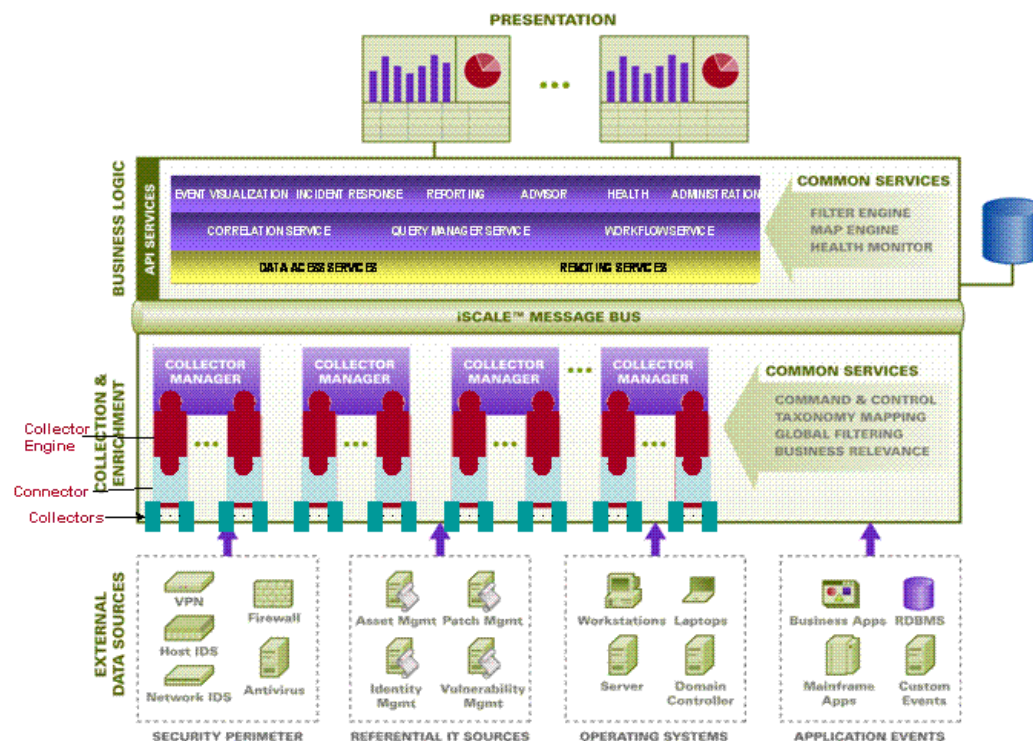 PRESENTATION
BUSINESS LOGIC
API SERVICES
EVENT VISUALIZATION INCIDENT RESPONSE REPORTING ADVISOR HEALTH ADMINISTRATION
CORRELATION SERVICE QUERY MANAGER SERVICE WORKFLOW SERVICE
DATA ACESS SERVICES REMOTING SERVICES
COMMON SERVICES
FILTER ENGINE
MAP ENGINE
HEALTH MONITOR
iSCALE™ MESSAGE BUS
COLLECTION &
ENRICHMENT
COLLECTOR
MANAGER
COLLECTOR
MANAGER
COLLECTOR
MANAGER
COLLECTOR
MANAGER
COMMON SERVICES
COMMAND & CONTROL
TAXONOMY MAPPING
GLOBAL FILTERING
BUSINESS RELEVANCE
Collector
Engine
Connector
Collectors
EXTERNAL
DATA SOURCES
VPN
Firewall
Host IDS
Network IDS
Antivirus
SECURITY PERIMETER
Asset Mgmt
Patch Mgmt
Identity
Mgmt
Vulnerability
Mgmt
REFERENTIAL IT SOURCES
Workstations
Laptops
Server
Domain
Controller
OPERATING SYSTEMS
Business Apps
RDBMS
Mainframe
Apps
Custom
Events
APPLICATION EVENTS